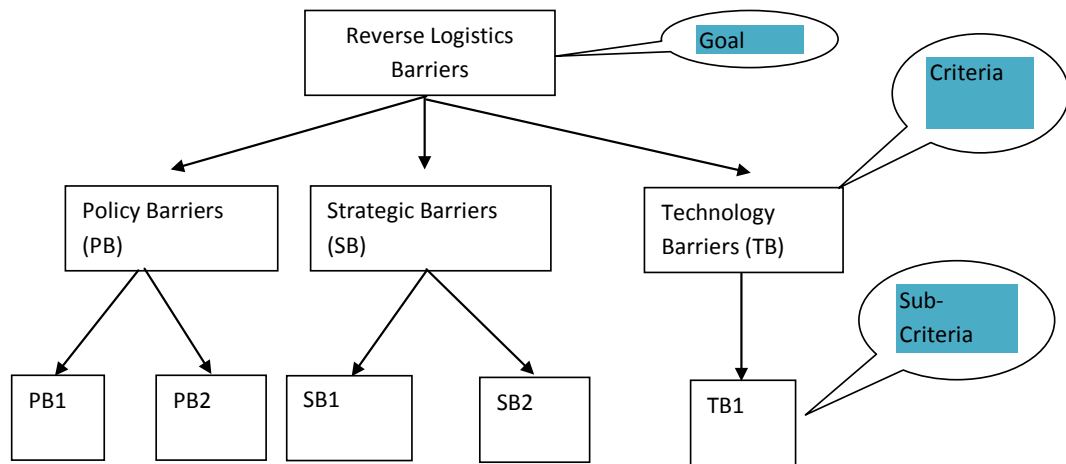 Reverse Logistics
Barriers
Goal
Criteria
Policy Barriers
(PB)
Strategic Barriers
(SB)
Technology
Barriers (TB)
Sub-
Criteria
PB1
PB2
SB1
SB2
TB1